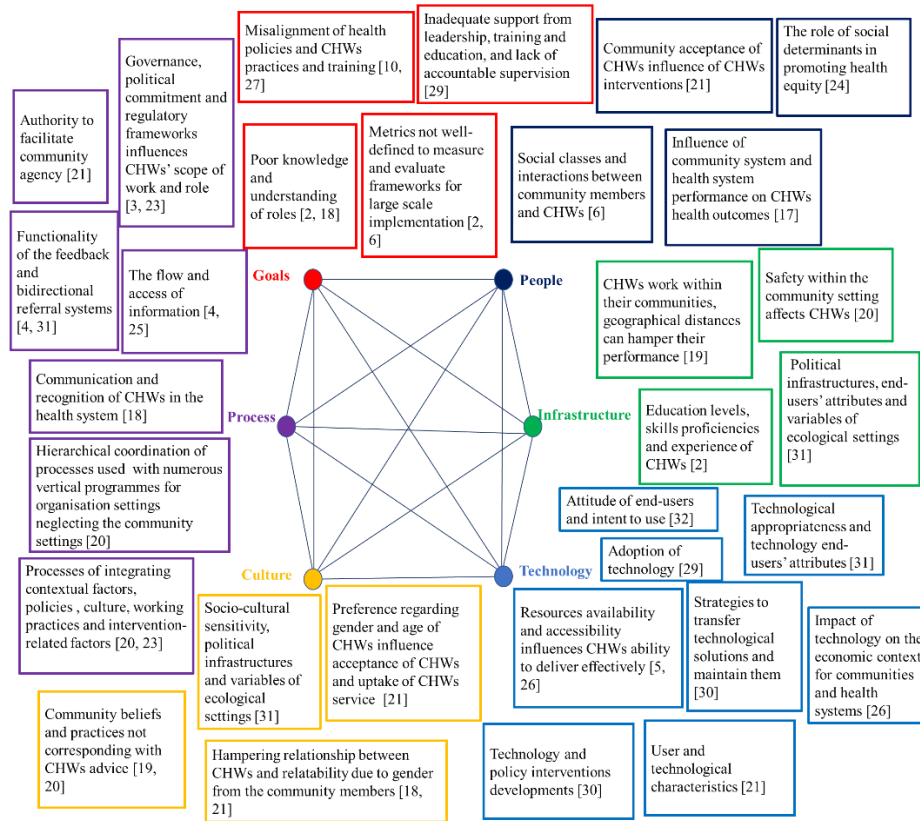 Misalignment of health
policies and CHWs
practices and training [10,
27]
Inadequate support from
leadership, training and
education, and lack of
accountable supervision
[29]
Community acceptance of
CHWs influence of CHWs
interventions [21]
The role of social
determinants in
promoting health
equity [24]
Governance,
political
commitment and
regulatory
frameworks
influences
CHWs' scope of
work and role
[3, 23]
Authority to
facilitate
community
agency [21]
Poor knowledge
and
understanding
of roles [2, 18]
Metrics not well-
defined to measure
and evaluate
frameworks for
large scale
implementation [2,
6]
Social classes and
interactions between
community members
and CHWs [6]
Influence of
community system and
health system
performance on CHWs
health outcomes [17]
Functionality
of the feedback
and
bidirectional
referral systems
[4, 31]
The flow and
access of
information [4,
25]
Goals
People
CHWs work within
their communities,
geographical distances
can hamper their
performance [19]
Safety within the
community setting
affects CHWs [20]
Communication and
recognition of CHWs in
the health system [18]
Process
Infrastructure
Education levels,
skills proficiencies
and experience of
CHWs [2]
Political
infrastructures, end-
users' attributes and
variables of
ecological settings
[31]
Hierarchical coordination of
processes used with numerous
vertical programmes for
organisation settings
neglecting the community
settings [20]
Attitude of end-users
and intent to use [32]
Technological
appropriateness and
technology end-
users' attributes [31]
Adoption of
technology [29]
Culture
Technology
Processes of integrating
contextual factors,
policies , culture, working
practices and intervention-
related factors [20, 23]
Socio-cultural
sensitivity,
political
infrastructures
and variables of
ecological
settings [31]
Preference regarding
gender and age of
CHWs influence
acceptance of CHWs
and uptake of CHWs
service [21]
Resources availability
and accessibility
influences CHWs ability
to deliver effectively [5,
26]
Strategies to
transfer
technological
solutions and
maintain them
[30]
Impact of
technology on the
economic context
for communities
and health
systems [26]
Community beliefs
and practices not
corresponding with
CHWs advice [19,
20]
Hampering relationship between
CHWs and relatability due to gender
from the community members [18,
21]
Technology and
policy interventions
developments [30]
User and
technological
characteristics [21]